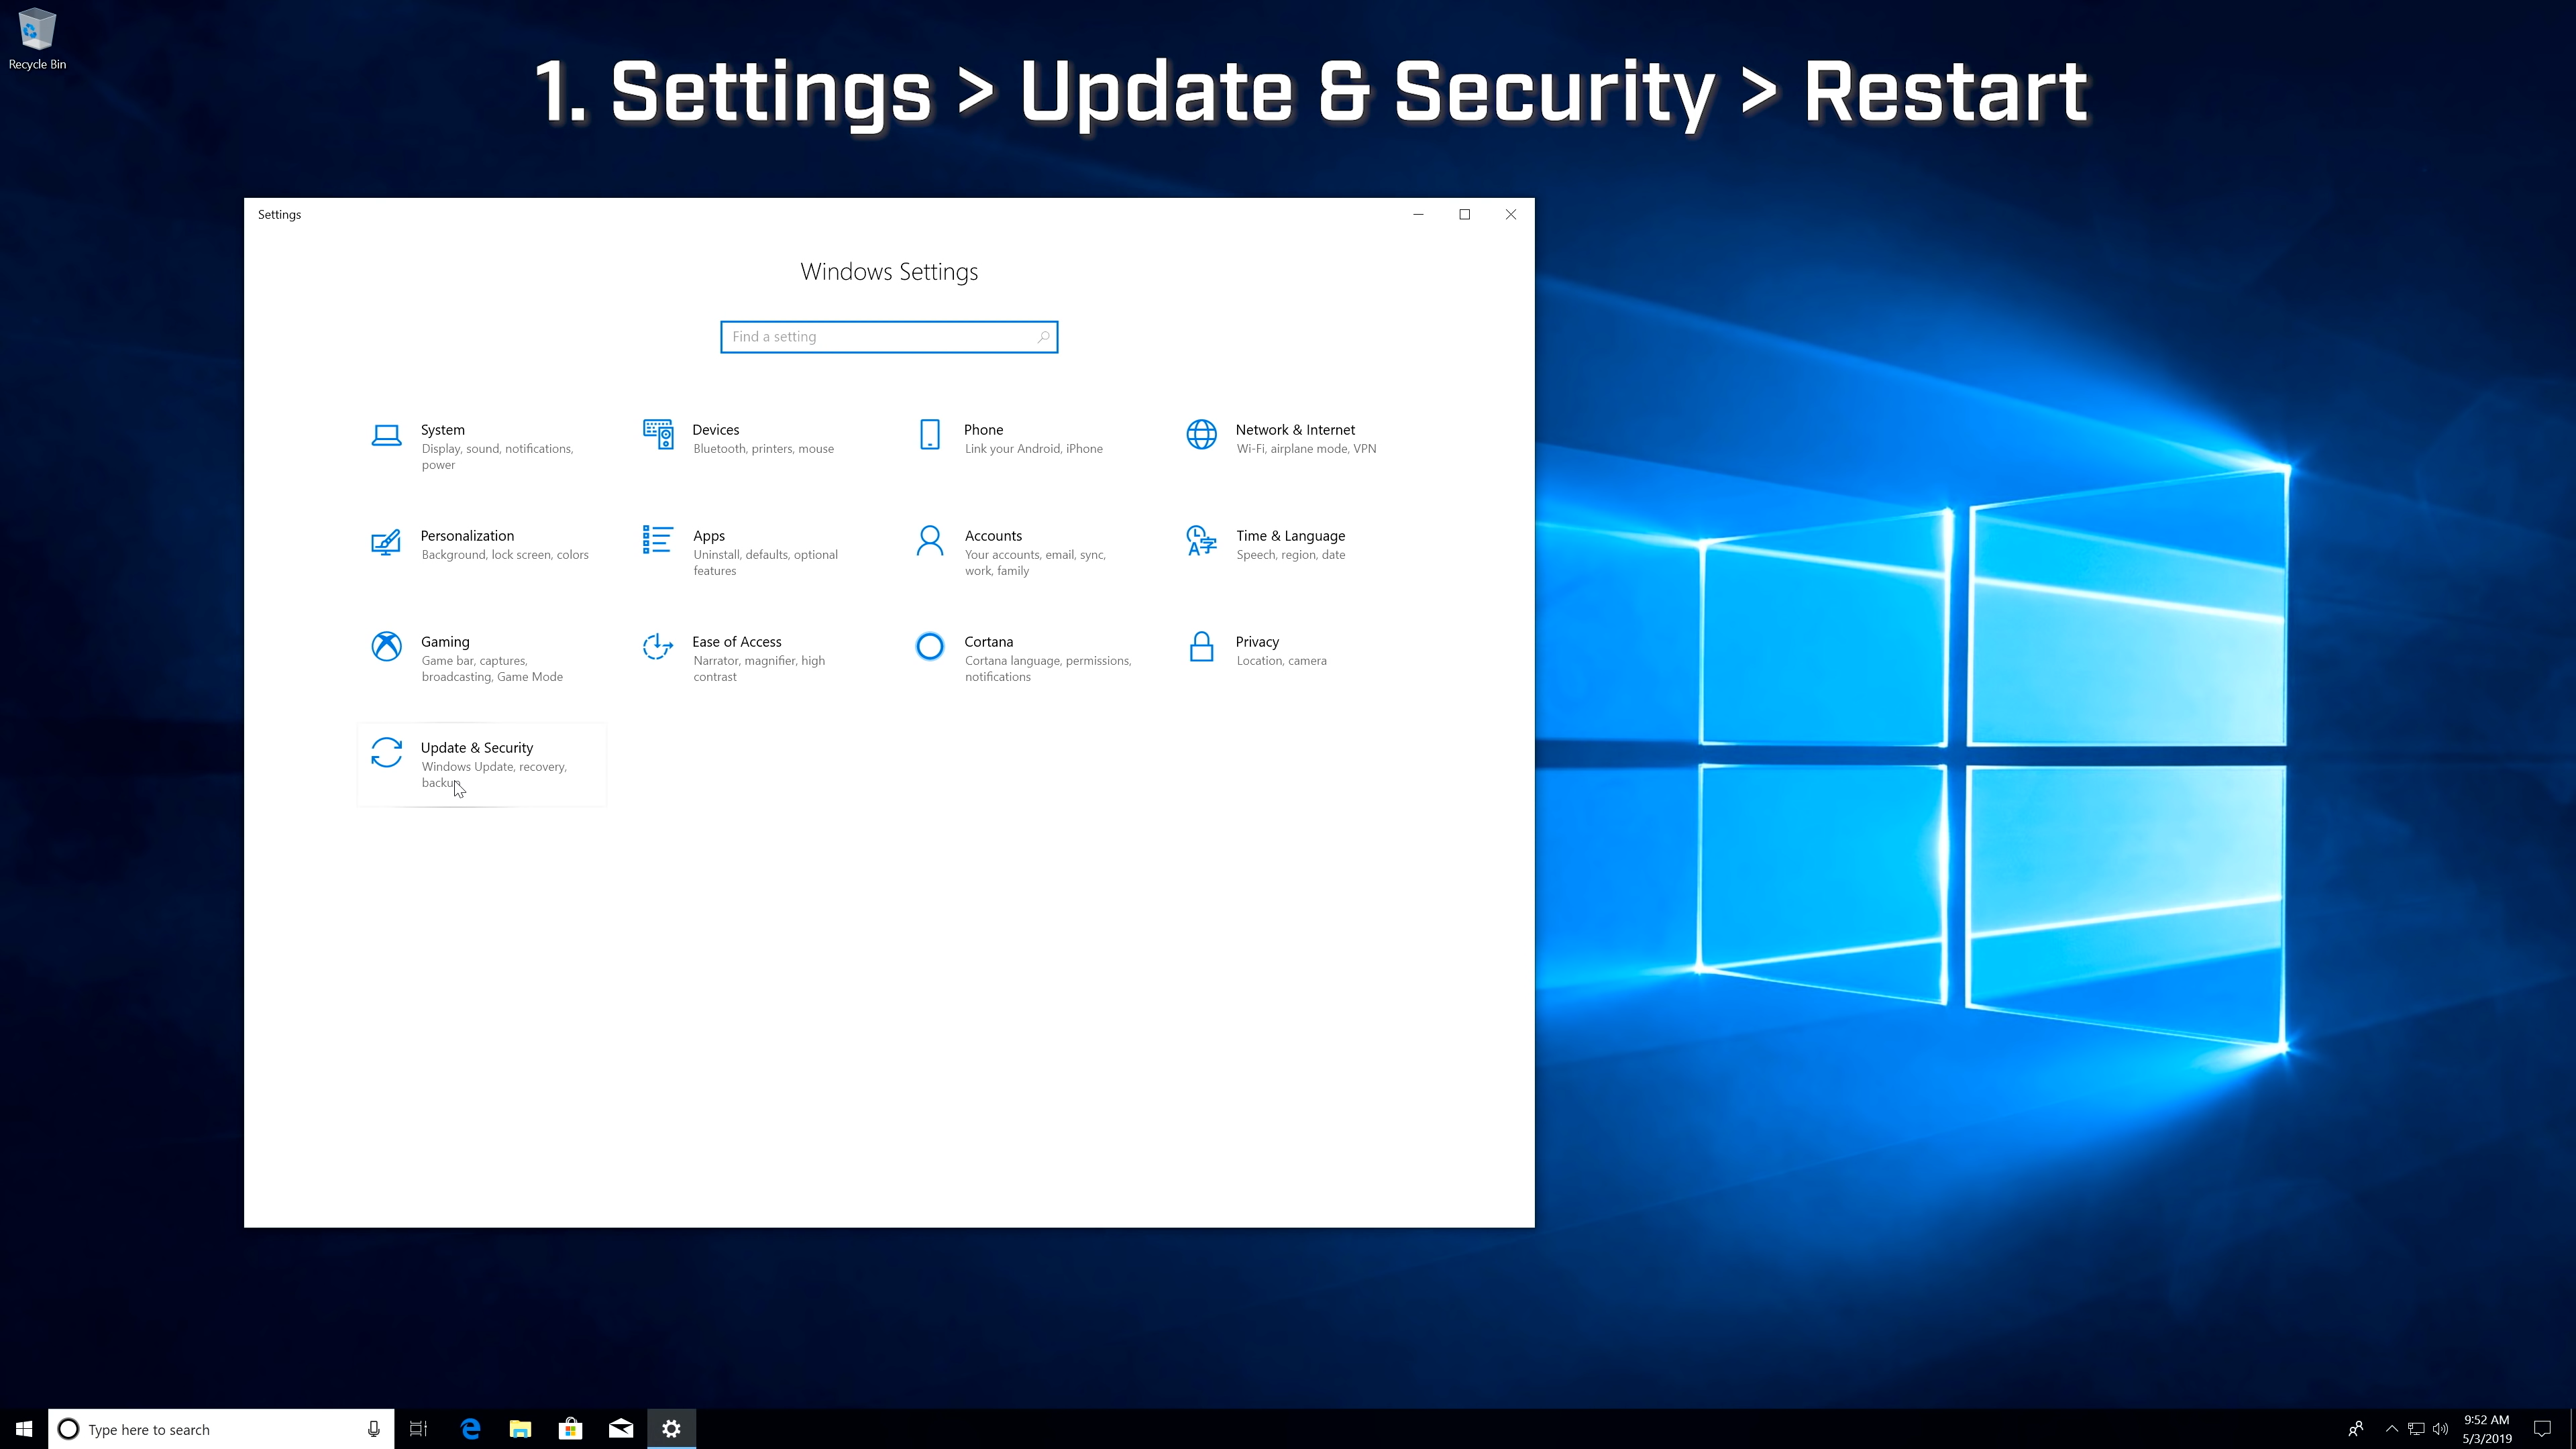 Recycle Bin
1. Settings > Update & Security > Restart
Settings
Windows Settings
Find a setting
System
Display, sound, notifications,
power
Devices
Bluetooth, printers, mouse
Phone
Link your Android, iPhone
Network & Internet
Wi-Fi, airplane mode, VPN
Personalization
Background, lock screen, colors
Apps
Uninstall, defaults, optional
features
Accounts
Your accounts, email, sync,
work, family
Time & Language
Speech, region, date
Gaming
Game bar, captures,
broadcasting, Game Mode
Ease of Access
Narrator, magnifier, high
contrast
Cortana
Cortana language, permissions,
notifications
Privacy
Location, camera
Update & Security
Windows Update, recovery,
backup
Type here to search
9:52 AM
5/3/2019